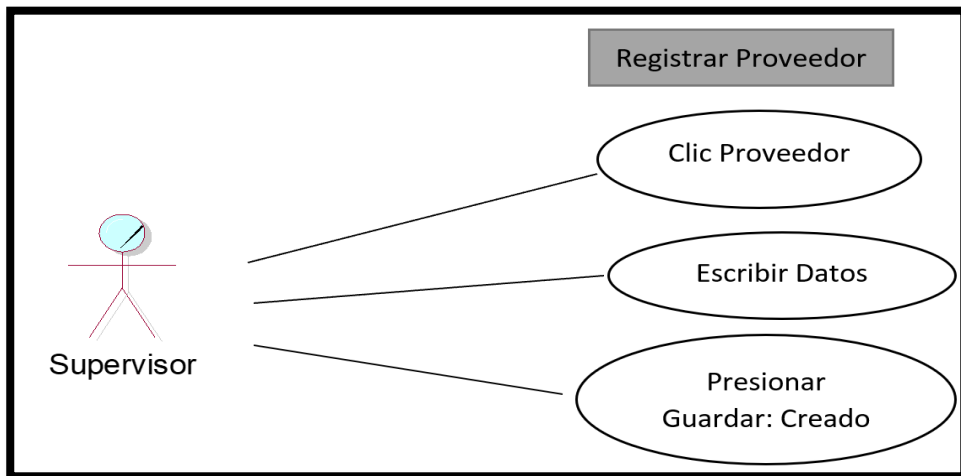 Registrar Proveedor
Clic Proveedor
Escribir Datos
Supervisor
Presionar
Guardar: Creado